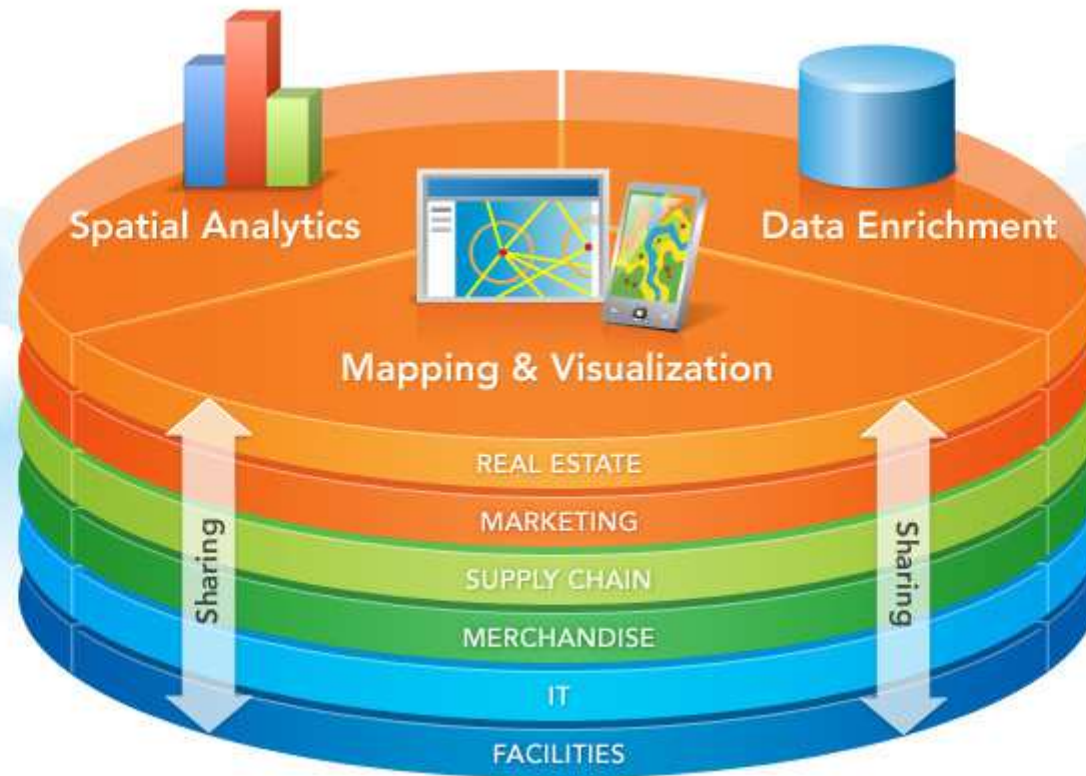 Spatial Analytics
Data Enrichment
Mapping & Visualization
REAL ESTATE
MARKETING
SUPPLY CHAIN
MERCHANDISE
IT
FACILITIES
Sharing
Sharing